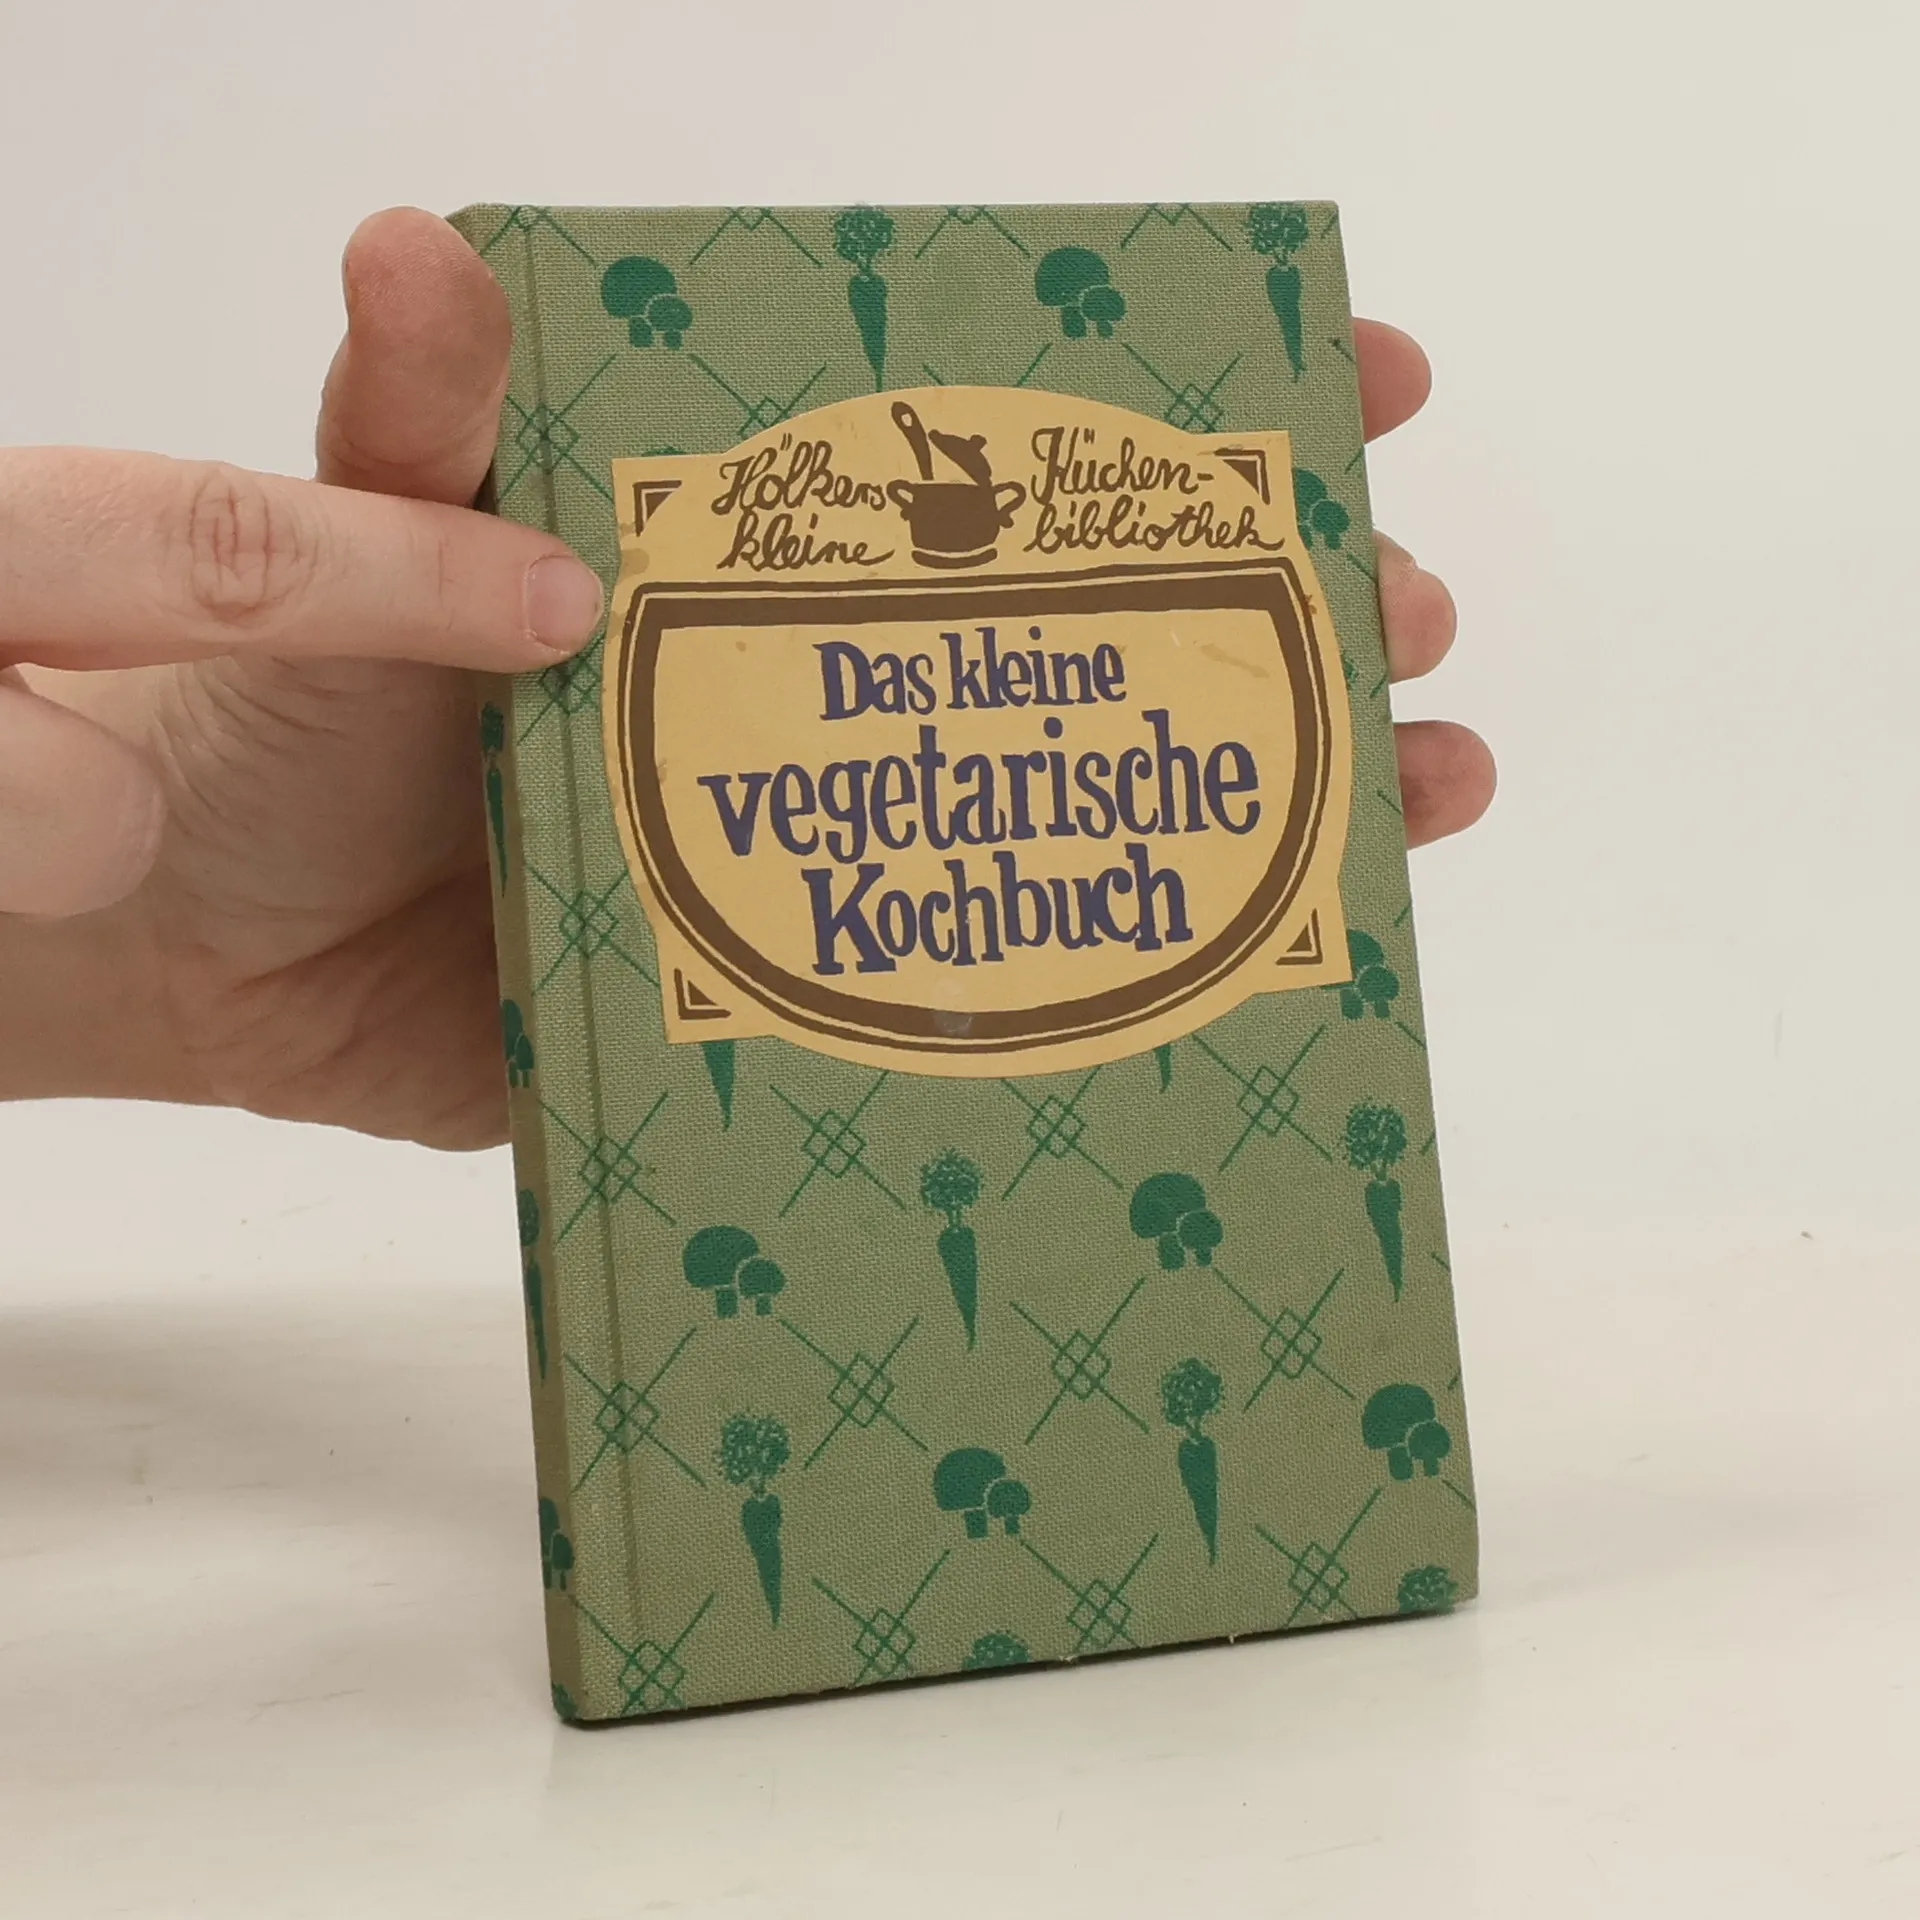 Hölkers Küchen-
kleine bibliothek
Das kleine
vegetarische
Kochbuch